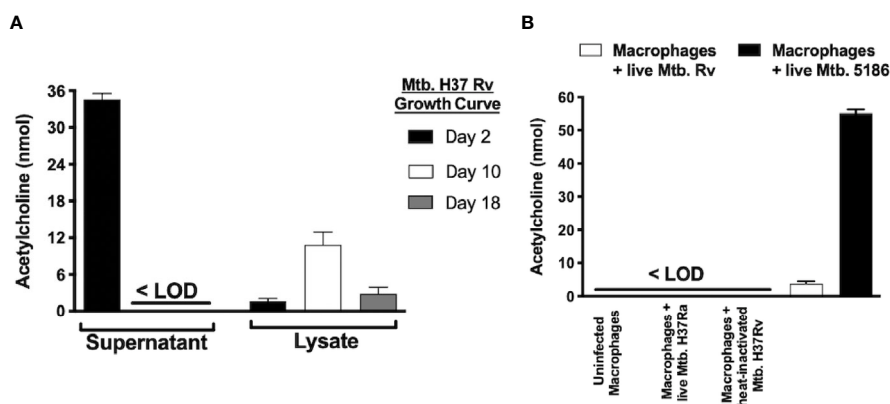 A
Acetylcholine (nmol)
36
30
24
18
12
6
0
< LOD
Supernatant
Lysate
Mtb. H37 Rv
Growth Curve
Day 2
Day 10
Day 18
B
Macrophages
+ live Mtb. Rv
Macrophages
+ live Mtb. 5186
Acetylcholine (nmol)
60
50
40
30
20
10
0
< LOD
Uninfected
Macrophages
Macrophages +
live Mtb. H37Ra
Macrophages +
heat-inactivated
Mtb. H37Rv